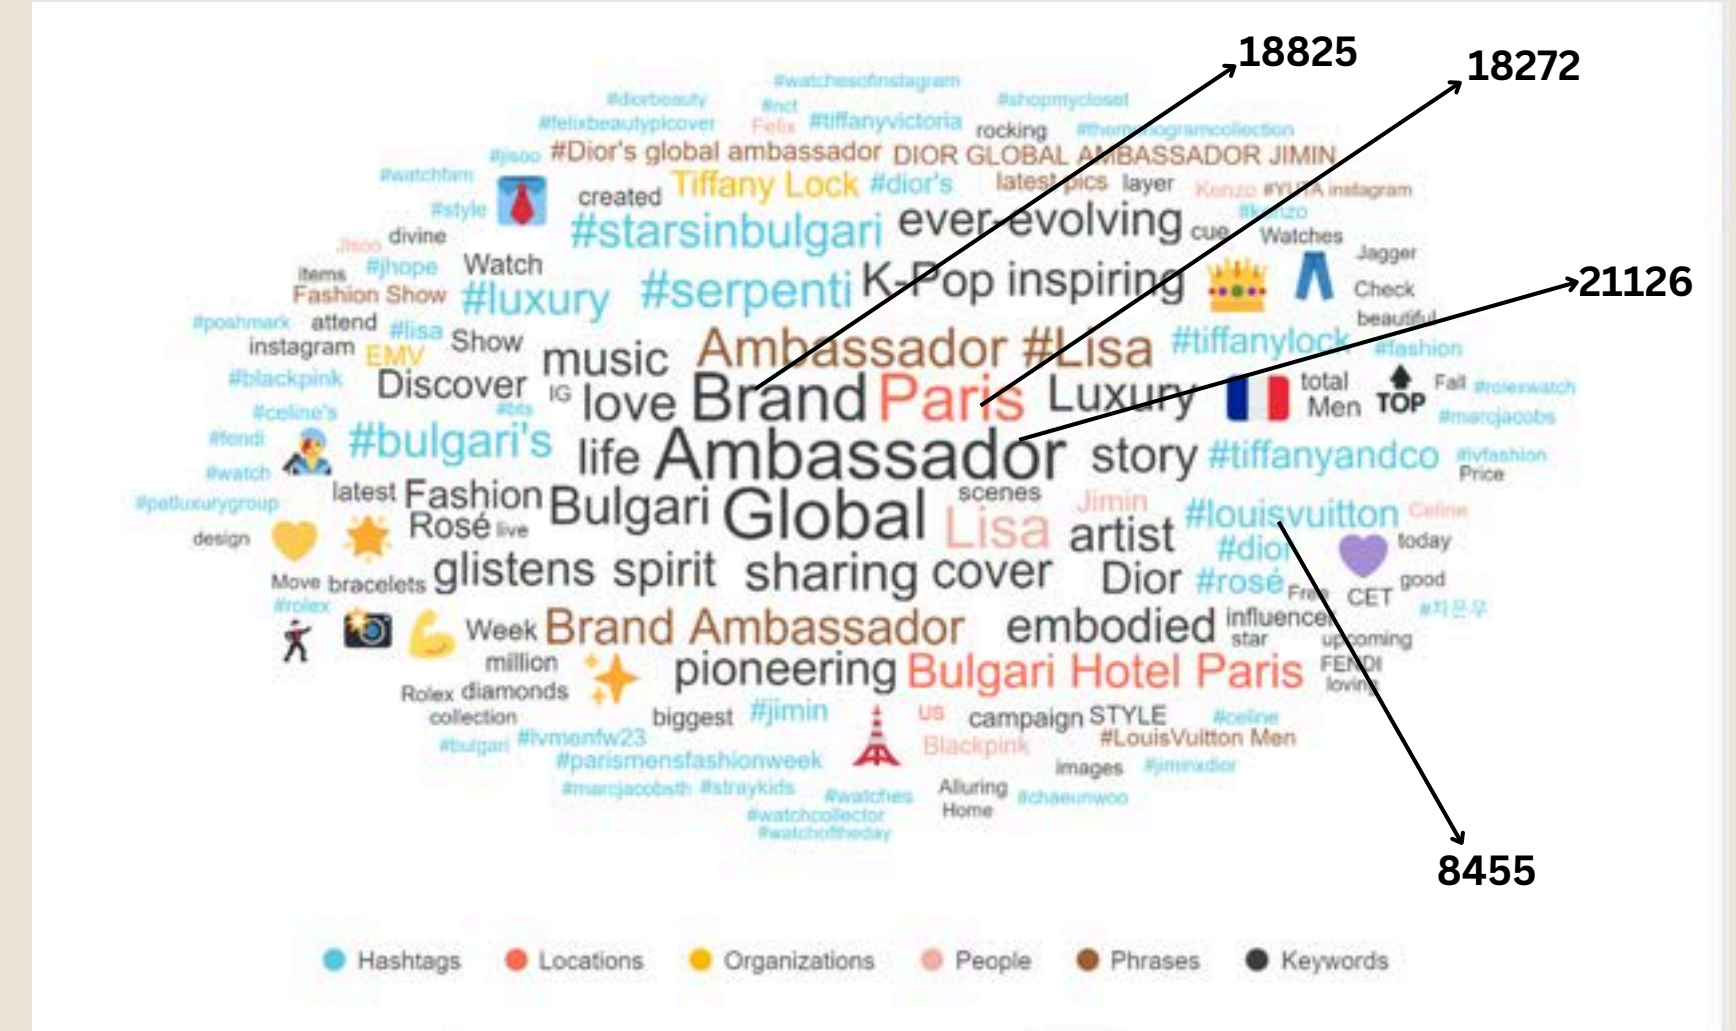 18825
18272
#watchesofinstagram
#diorbeauty #nct #shopmycloset
#felixbeautypicover Felix #tiffanyvictoria rocking #themonogramcollection
#jisoo #Dior's global ambassador DIOR GLOBAL AMBASSADOR JIMIN
#watchfam created Tiffany Lock #dior's latest pics layer Kenzo #YUTA instagram
#style #starsinbulgari ever-evolving cue #kenzo
Jisoo divine Watches Jagger
items #jhope Watch #serpenti K-Pop inspiring Check 21126
Fashion Show #luxury beautiful
#poshmark attend #lisa Show Ambassador #Lisa #tiffanylock #fashion
instagram EMV music
#blackpink Discover IG love Brand Paris Luxury total Men TOP Fall #rolexwatch
#celine's #bts #marcjacobs
#fendi #bulgari's life Ambassador story #tiffanyandco #lvfashion
#watch Price
#petluxurygroup latest Fashion Bulgari Global scenes Jimin #louisvuitton Celine
design Rosé live Lisa artist #dior today
Move bracelets glistens spirit sharing cover Dior #rosé Free CET good
#rolex #차은우
Week Brand Ambassador embodied influencer star upcoming
million pioneering Bulgari Hotel Paris FENDI
Rolex diamonds loving
collection biggest #jimin us campaign STYLE #celine
#bulgari #lvmenfw23 Blackpink #LouisVuitton Men
#parismensfashionweek images #jiminxdior
#marcjacobsth #straykids #watches Alluring #chaeunwoo
#watchcollector Home
#watchoftheday
8455
Hashtags Locations Organizations People Phrases Keywords